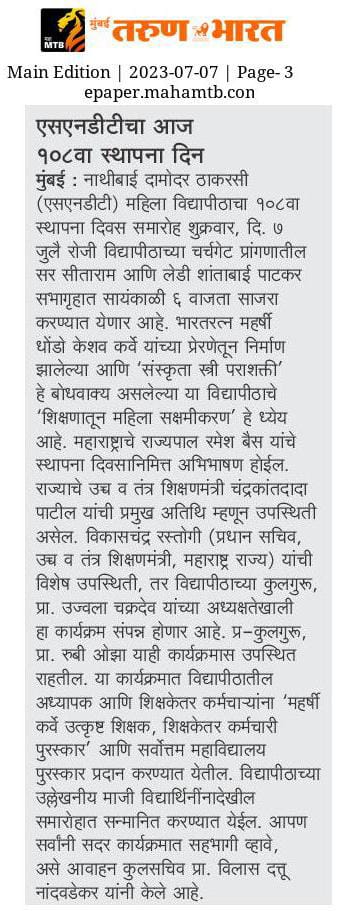 महा
MTB
मुंबई तरुण भारत
Main Edition | 2023-07-07 | Page- 3
epaper.mahamtb.con
एसएनडीटीचा आज
१०८वा स्थापना दिन
मुंबई : नाथीबाई दामोदर ठाकरसी
(एसएनडीटी) महिला विद्यापीठाचा १०८वा
स्थापना दिवस समारोह शुक्रवार, दि. ७
जुलै रोजी विद्यापीठाच्या चर्चगेट प्रांगणातील
सर सीताराम आणि लेडी शांताबाई पाटकर
सभागृहात सायंकाळी ६ वाजता साजरा
करण्यात येणार आहे. भारतरत्न महर्षी
धोंडो केशव कर्वे यांच्या प्रेरणेतून निर्माण
झालेल्या आणि ‘संस्कृता स्त्री पराशक्ती’
हे बोधवाक्य असलेल्या या विद्यापीठाचे
‘शिक्षणातून महिला सक्षमीकरण’ हे ध्येय
आहे. महाराष्ट्राचे राज्यपाल रमेश बैस यांचे
स्थापना दिवसानिमित्त अभिभाषण होईल.
राज्याचे उच्च व तंत्र शिक्षणमंत्री चंद्रकांतदादा
पाटील यांची प्रमुख अतिथि म्हणून उपस्थिती
असेल. विकासचंद्र रस्तोगी (प्रधान सचिव,
उच्च व तंत्र शिक्षणमंत्री, महाराष्ट्र राज्य) यांची
विशेष उपस्थिती, तर विद्यापीठाच्या कुलगुरू,
प्रा. उज्वला चक्रदेव यांच्या अध्यक्षतेखाली
हा कार्यक्रम संपन्न होणार आहे. प्र-कुलगुरू,
प्रा. रुबी ओझा याही कार्यक्रमास उपस्थित
राहतील. या कार्यक्रमात विद्यापीठातील
अध्यापक आणि शिक्षकेतर कर्मचाऱ्यांना ‘महर्षी
कर्वे उत्कृष्ट शिक्षक, शिक्षकेतर कर्मचारी
पुरस्कार’ आणि सर्वोत्तम महाविद्यालय
पुरस्कार प्रदान करण्यात येतील. विद्यापीठाच्या
उल्लेखनीय माजी विद्यार्थिनींनादेखील
समारोहात सन्मानित करण्यात येईल. आपण
सर्वांनी सदर कार्यक्रमात सहभागी व्हावे,
असे आवाहन कुलसचिव प्रा. विलास दत्तू
नांदवडेकर यांनी केले आहे.